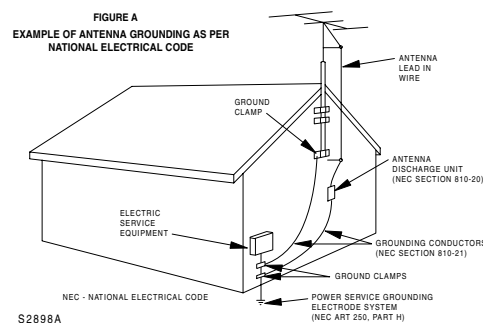 FIGURE A
EXAMPLE OF ANTENNA GROUNDING AS PER
NATIONAL ELECTRICAL CODE
ANTENNA
LEAD IN
WIRE
GROUND
CLAMP
ANTENNA
DISCHARGE UNIT
(NEC SECTION 810-20)
ELECTRIC
SERVICE
EQUIPMENT
GROUNDING CONDUCTORS
(NEC SECTION 810-21)
GROUND CLAMPS
NEC - NATIONAL ELECTRICAL CODE
POWER SERVICE GROUNDING
ELECTRODE SYSTEM
(NEC ART 250, PART H)
S2898A